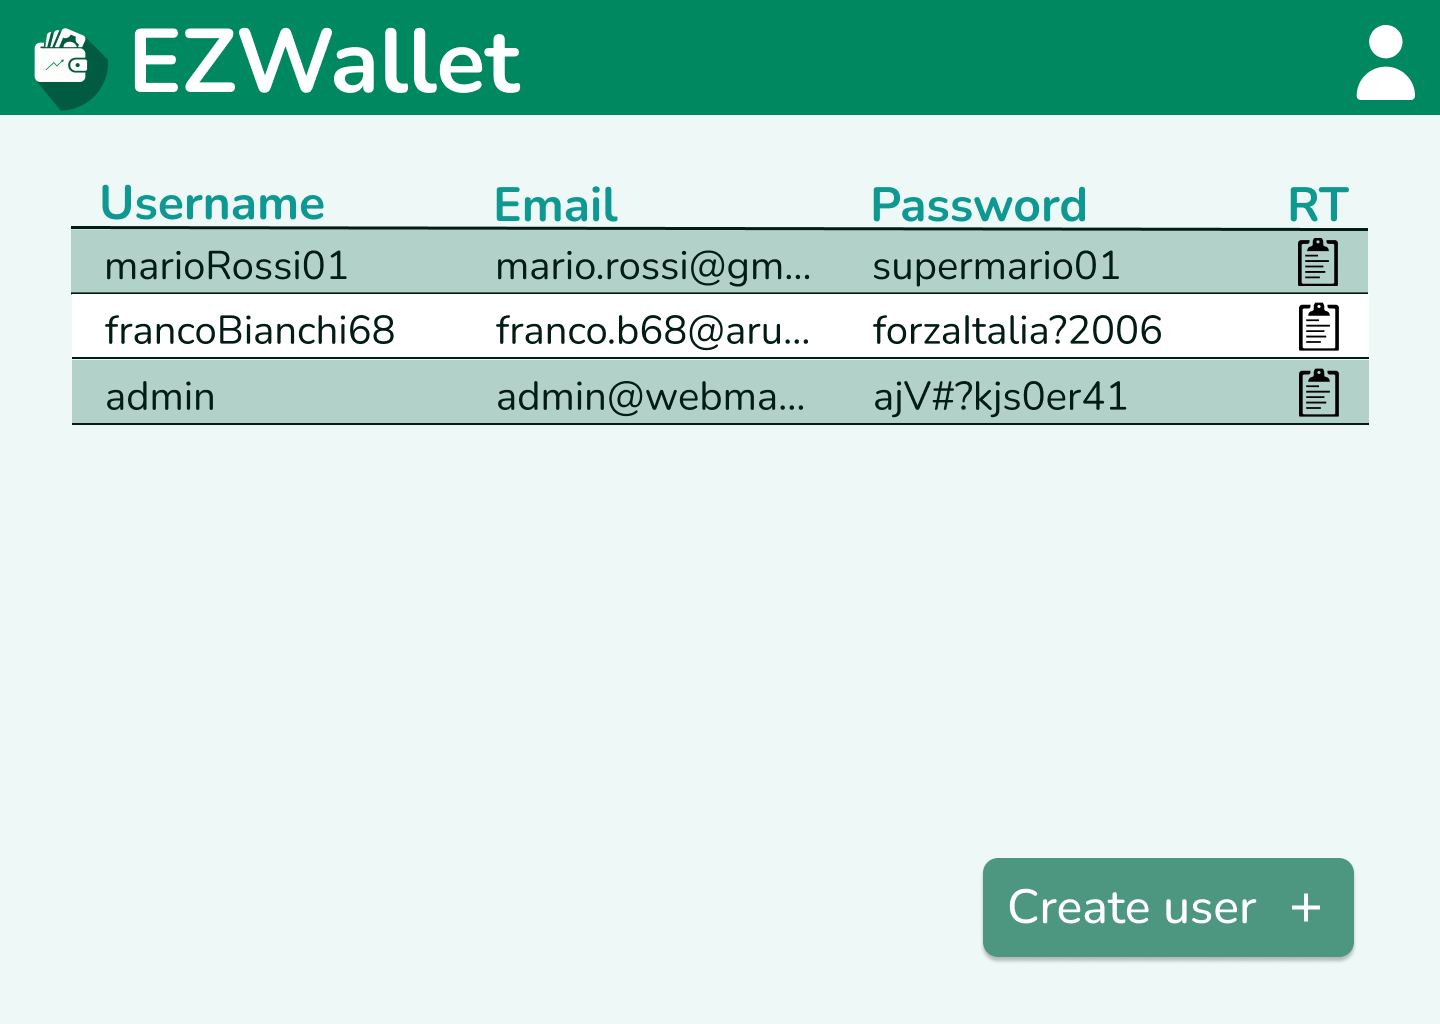 EZWallet
Username Email Password RT
marioRossi01 mario.rossi@gm... supermario01
francoBianchi68 franco.b68@aru... forzaItalia?2006
admin admin@webma... ajV#?kjs0er41
Create user +